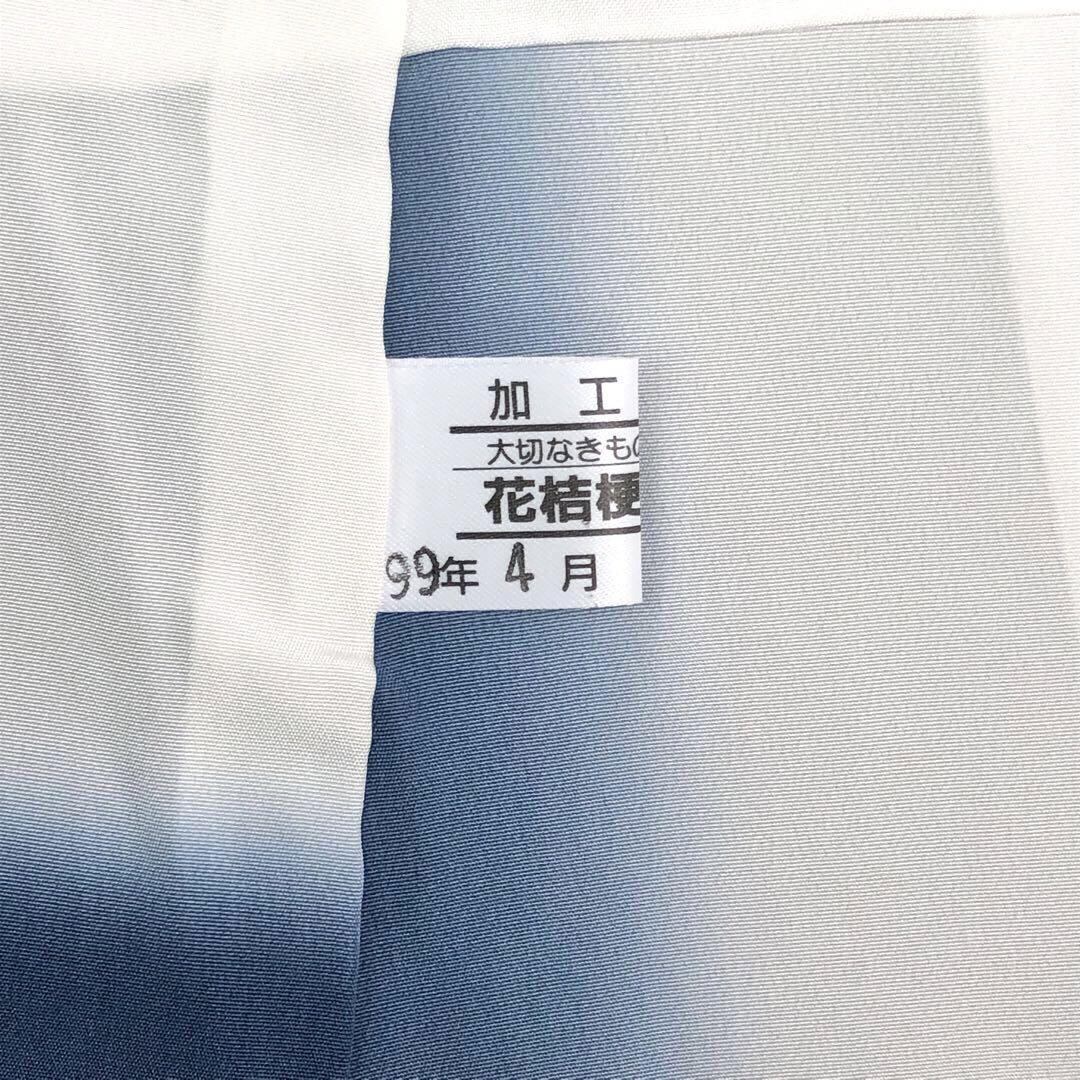 加 工
大切なきもの
花桔梗
99年 4 月